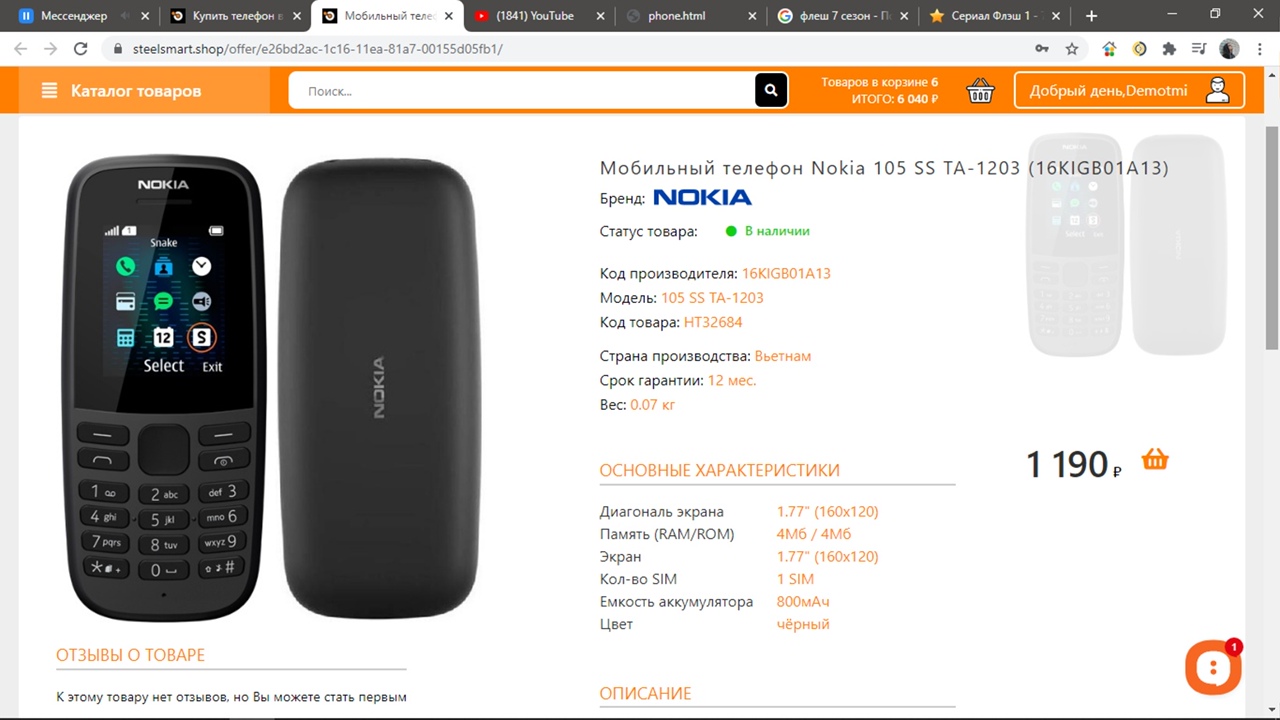 Мессенджер
Купить телефон в
Мобильный телеф
(1841) YouTube
phone.html
флеш 7 сезон - По
Сериал Флэш 1 -
steelsmart.shop/offer/e26bd2ac-1c16-11ea-81a7-00155d05fb1/
Каталог товаров
Поиск...
Товаров в корзине 6
ИТОГО: 6 040 ₽
Добрый день,Demotmi
Мобильный телефон Nokia 105 SS TA-1203 (16KIGB01A13)
Бренд: NOKIA
Статус товара: В наличии
Код производителя: 16KIGB01A13
Модель: 105 SS TA-1203
Код товара: HT32684
Страна производства: Вьетнам
Срок гарантии: 12 мес.
Вес: 0.07 кг
1 190 ₽
ОСНОВНЫЕ ХАРАКТЕРИСТИКИ
Диагональ экрана 1.77" (160x120)
Память (RAM/ROM) 4Мб / 4Мб
Экран 1.77" (160x120)
Кол-во SIM 1 SIM
Емкость аккумулятора 800мАч
Цвет чёрный
ОПИСАНИЕ
NOKIA
1
Snake
12
S
Select
Exit
1
2 abc
def 3
4 ghi
5 jkl
mno 6
7 pqrs
8 tuv
wxyz 9
* +
0
#
NOKIA
ОТЗЫВЫ О ТОВАРЕ
К этому товару нет отзывов, но Вы можете стать первым
1